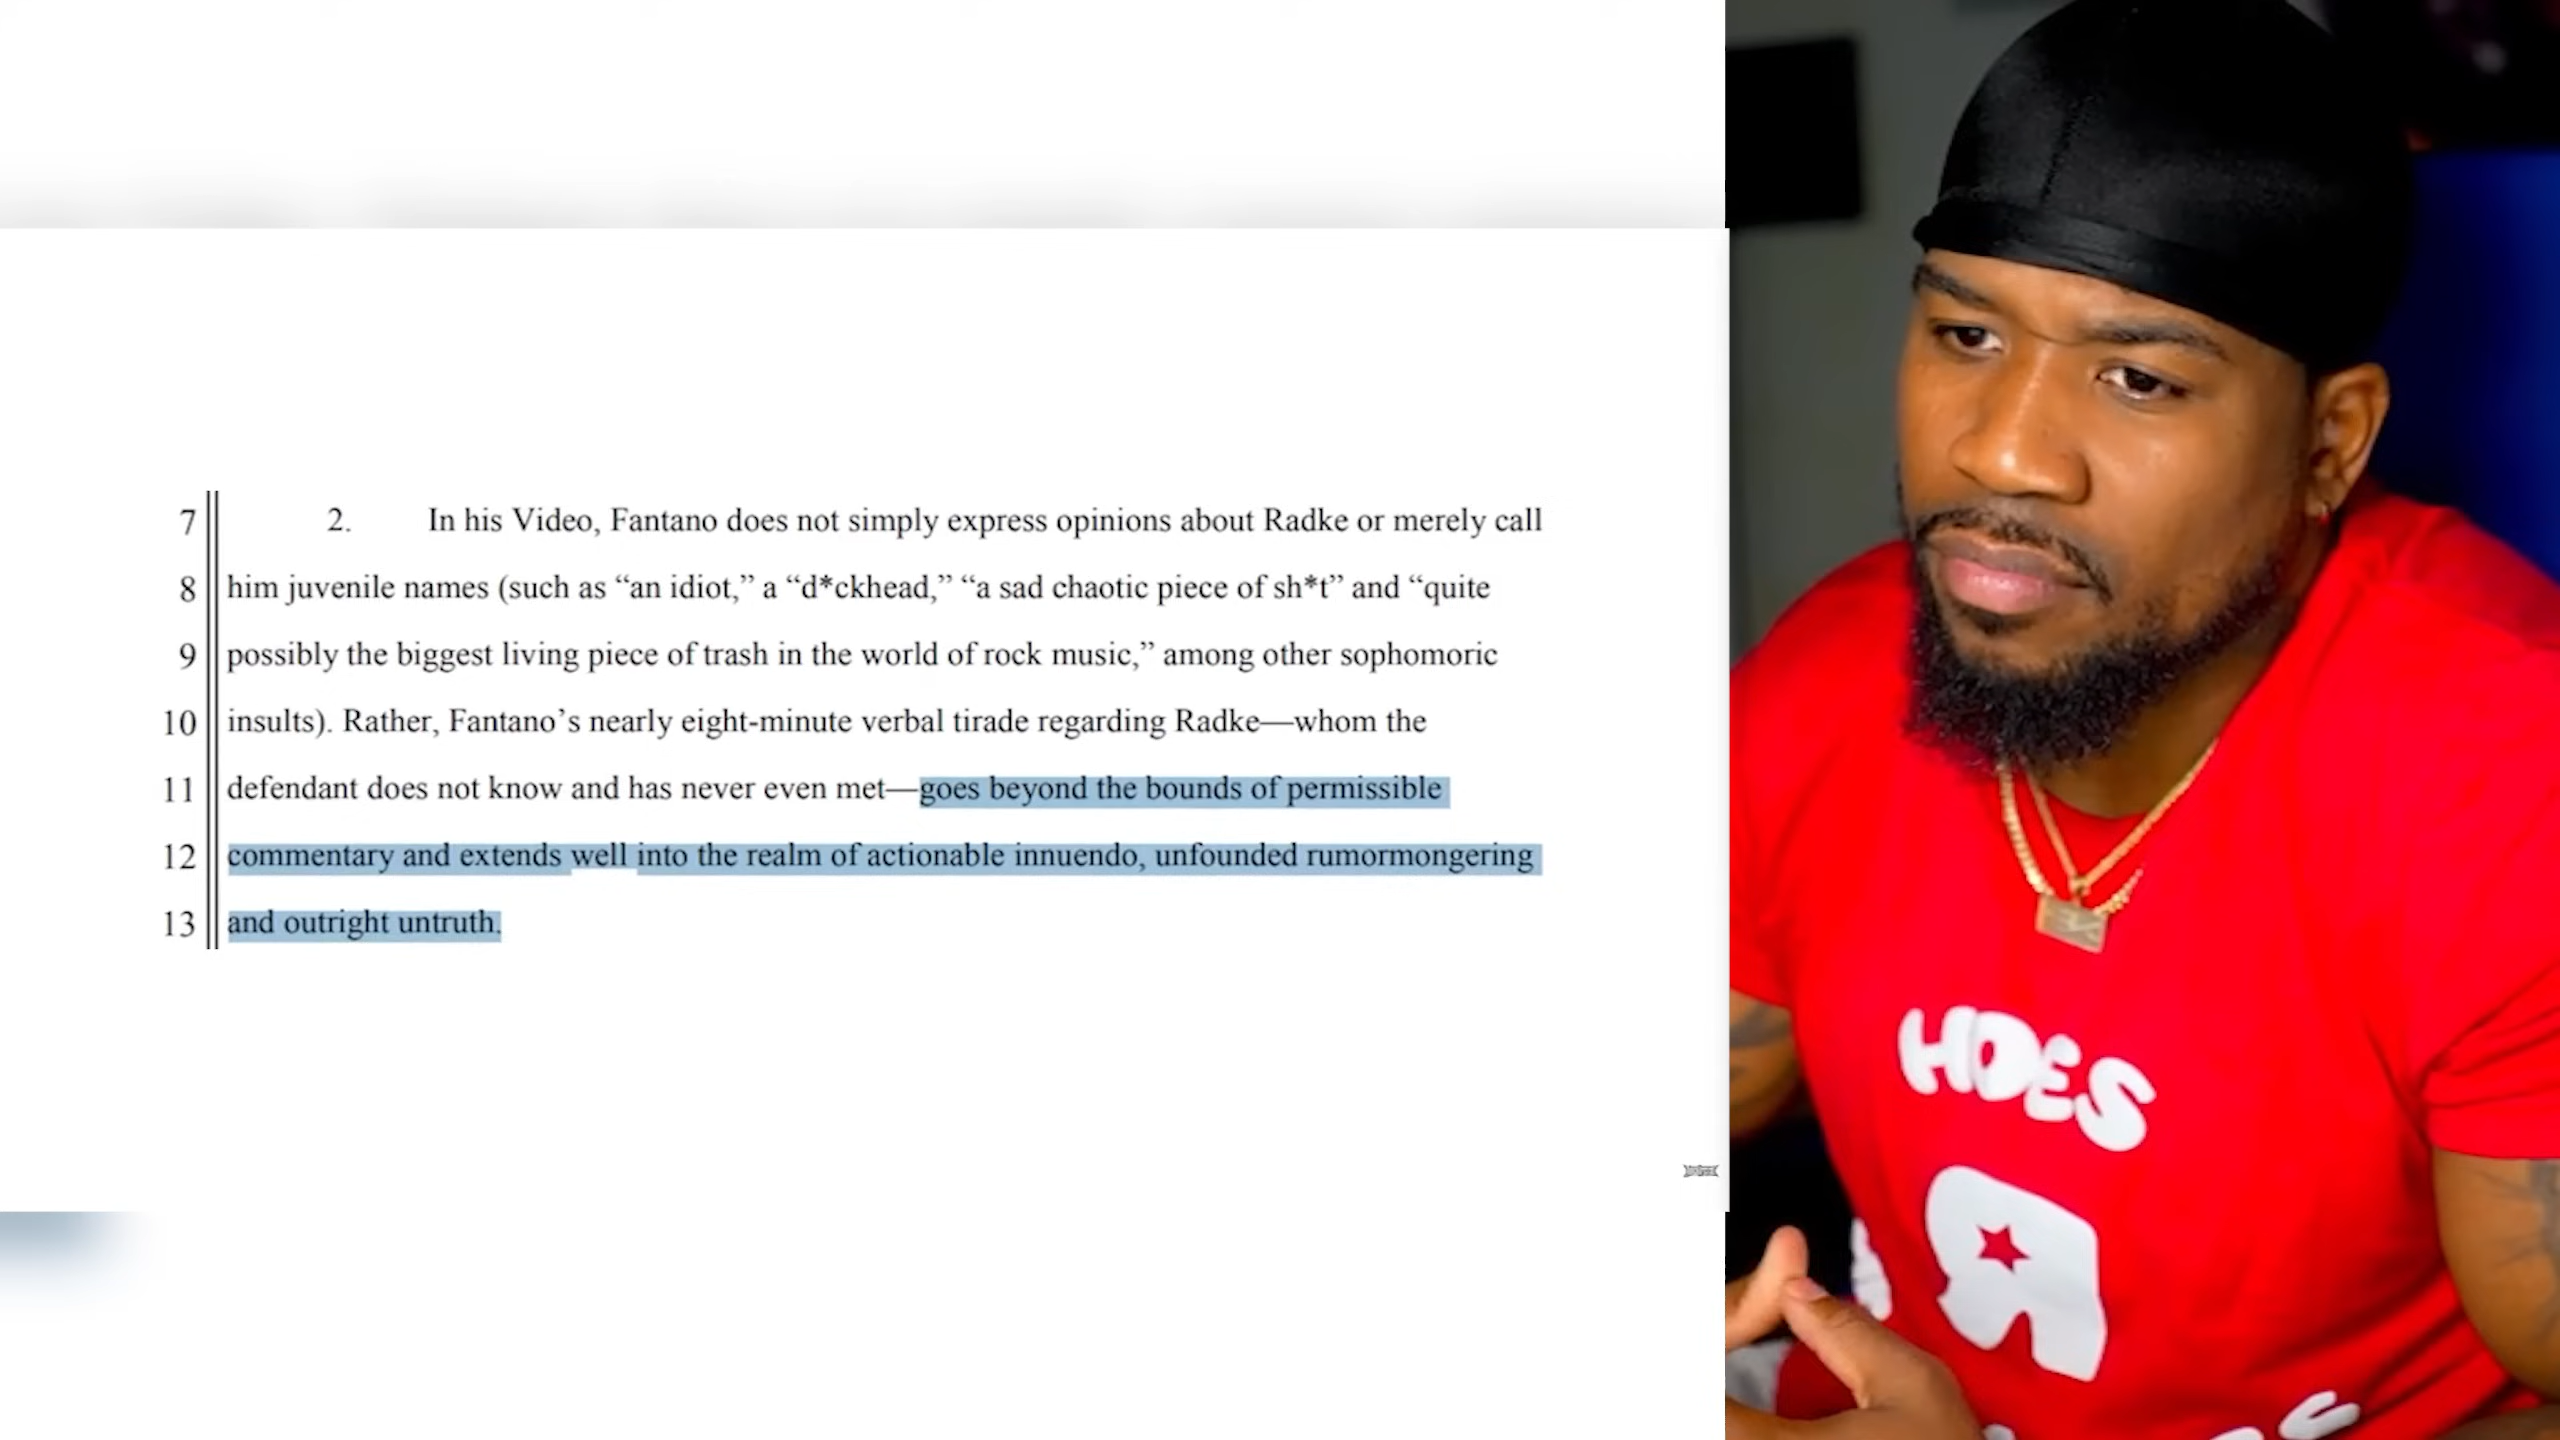 7 2. In his Video, Fantano does not simply express opinions about Radke or merely call
8 him juvenile names (such as “an idiot,” a “d*ckhead,” “a sad chaotic piece of sh*t” and “quite
9 possibly the biggest living piece of trash in the world of rock music,” among other sophomoric
10 insults). Rather, Fantano’s nearly eight-minute verbal tirade regarding Radke—whom the
11 defendant does not know and has never even met—goes beyond the bounds of permissible
12 commentary and extends well into the realm of actionable innuendo, unfounded rumormongering
13 and outright untruth.
HOES
R